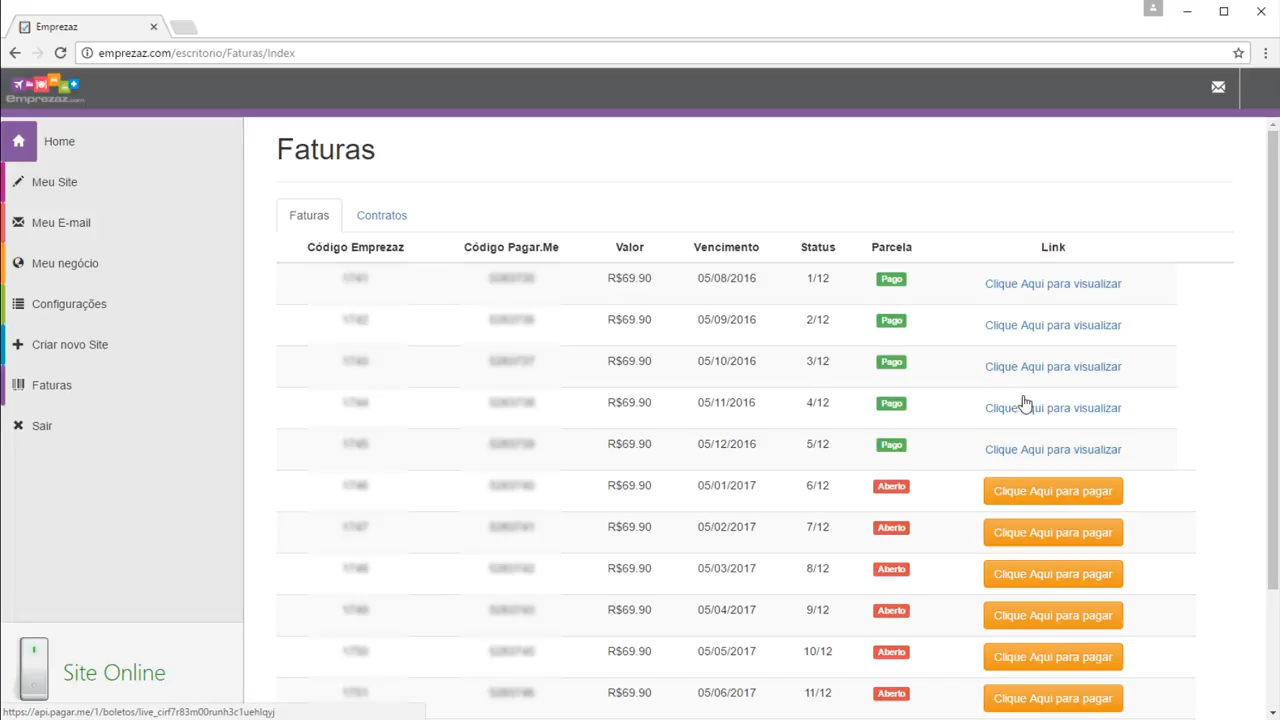 Emprezaz
emprezaz.com/escritorio/Faturas/Index
emprezaz.com
Home
Meu Site
Meu E-mail
Meu negócio
Configurações
Criar novo Site
Faturas
Sair
Site Online
Faturas
Faturas Contratos
Código Emprezaz Código Pagar.Me Valor Vencimento Status Parcela Link
R$69.90 05/08/2016 1/12 Pago Clique Aqui para visualizar
R$69.90 05/09/2016 2/12 Pago Clique Aqui para visualizar
R$69.90 05/10/2016 3/12 Pago Clique Aqui para visualizar
R$69.90 05/11/2016 4/12 Pago Clique Aqui para visualizar
R$69.90 05/12/2016 5/12 Pago Clique Aqui para visualizar
R$69.90 05/01/2017 6/12 Aberto Clique Aqui para pagar
R$69.90 05/02/2017 7/12 Aberto Clique Aqui para pagar
R$69.90 05/03/2017 8/12 Aberto Clique Aqui para pagar
R$69.90 05/04/2017 9/12 Aberto Clique Aqui para pagar
R$69.90 05/05/2017 10/12 Aberto Clique Aqui para pagar
R$69.90 05/06/2017 11/12 Aberto Clique Aqui para pagar
https://api.pagar.me/1/boletos/live_cirf7r83m00runh3c1uehlqyj